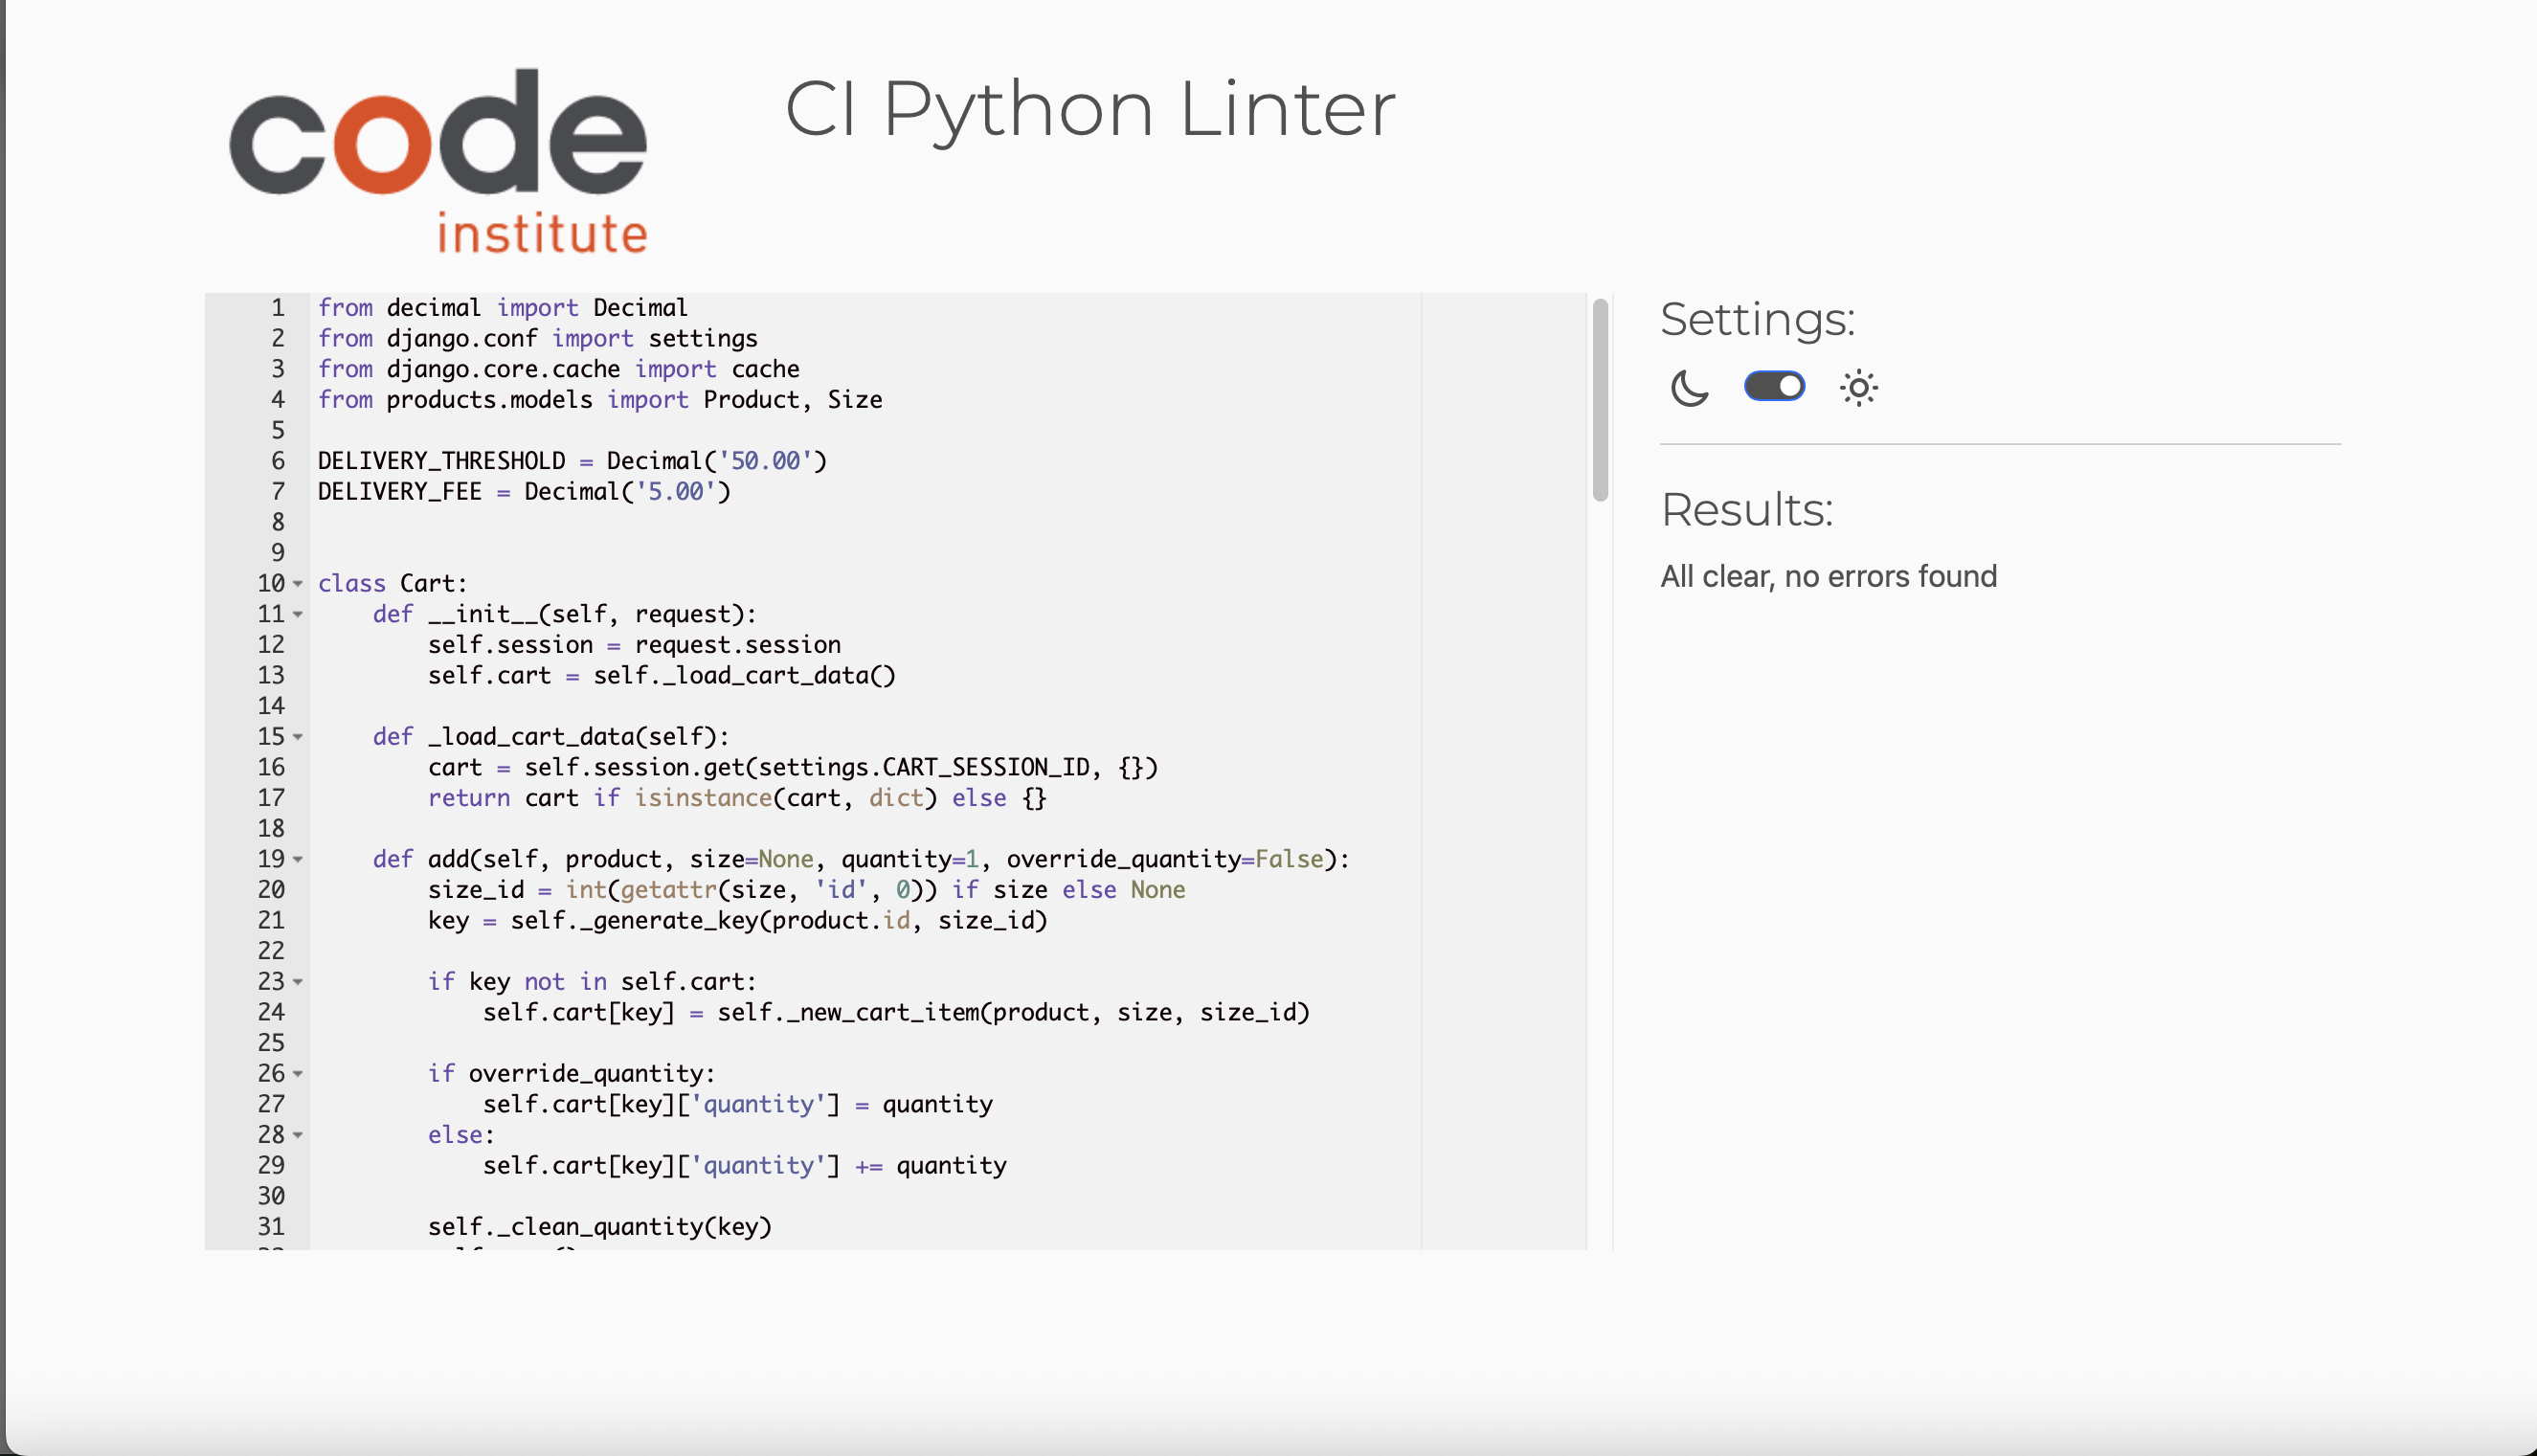 code
institute
CI Python Linter
1 from decimal import Decimal
2 from django.conf import settings
3 from django.core.cache import cache
4 from products.models import Product, Size
5
6 DELIVERY_THRESHOLD = Decimal('50.00')
7 DELIVERY_FEE = Decimal('5.00')
8
9
10 class Cart:
11     def __init__(self, request):
12         self.session = request.session
13         self.cart = self._load_cart_data()
14
15     def _load_cart_data(self):
16         cart = self.session.get(settings.CART_SESSION_ID, {})
17         return cart if isinstance(cart, dict) else {}
18
19     def add(self, product, size=None, quantity=1, override_quantity=False):
20         size_id = int(getattr(size, 'id', 0)) if size else None
21         key = self._generate_key(product.id, size_id)
22
23         if key not in self.cart:
24             self.cart[key] = self._new_cart_item(product, size, size_id)
25
26         if override_quantity:
27             self.cart[key]['quantity'] = quantity
28         else:
29             self.cart[key]['quantity'] += quantity
30
31         self._clean_quantity(key)
Settings:
Results:
All clear, no errors found